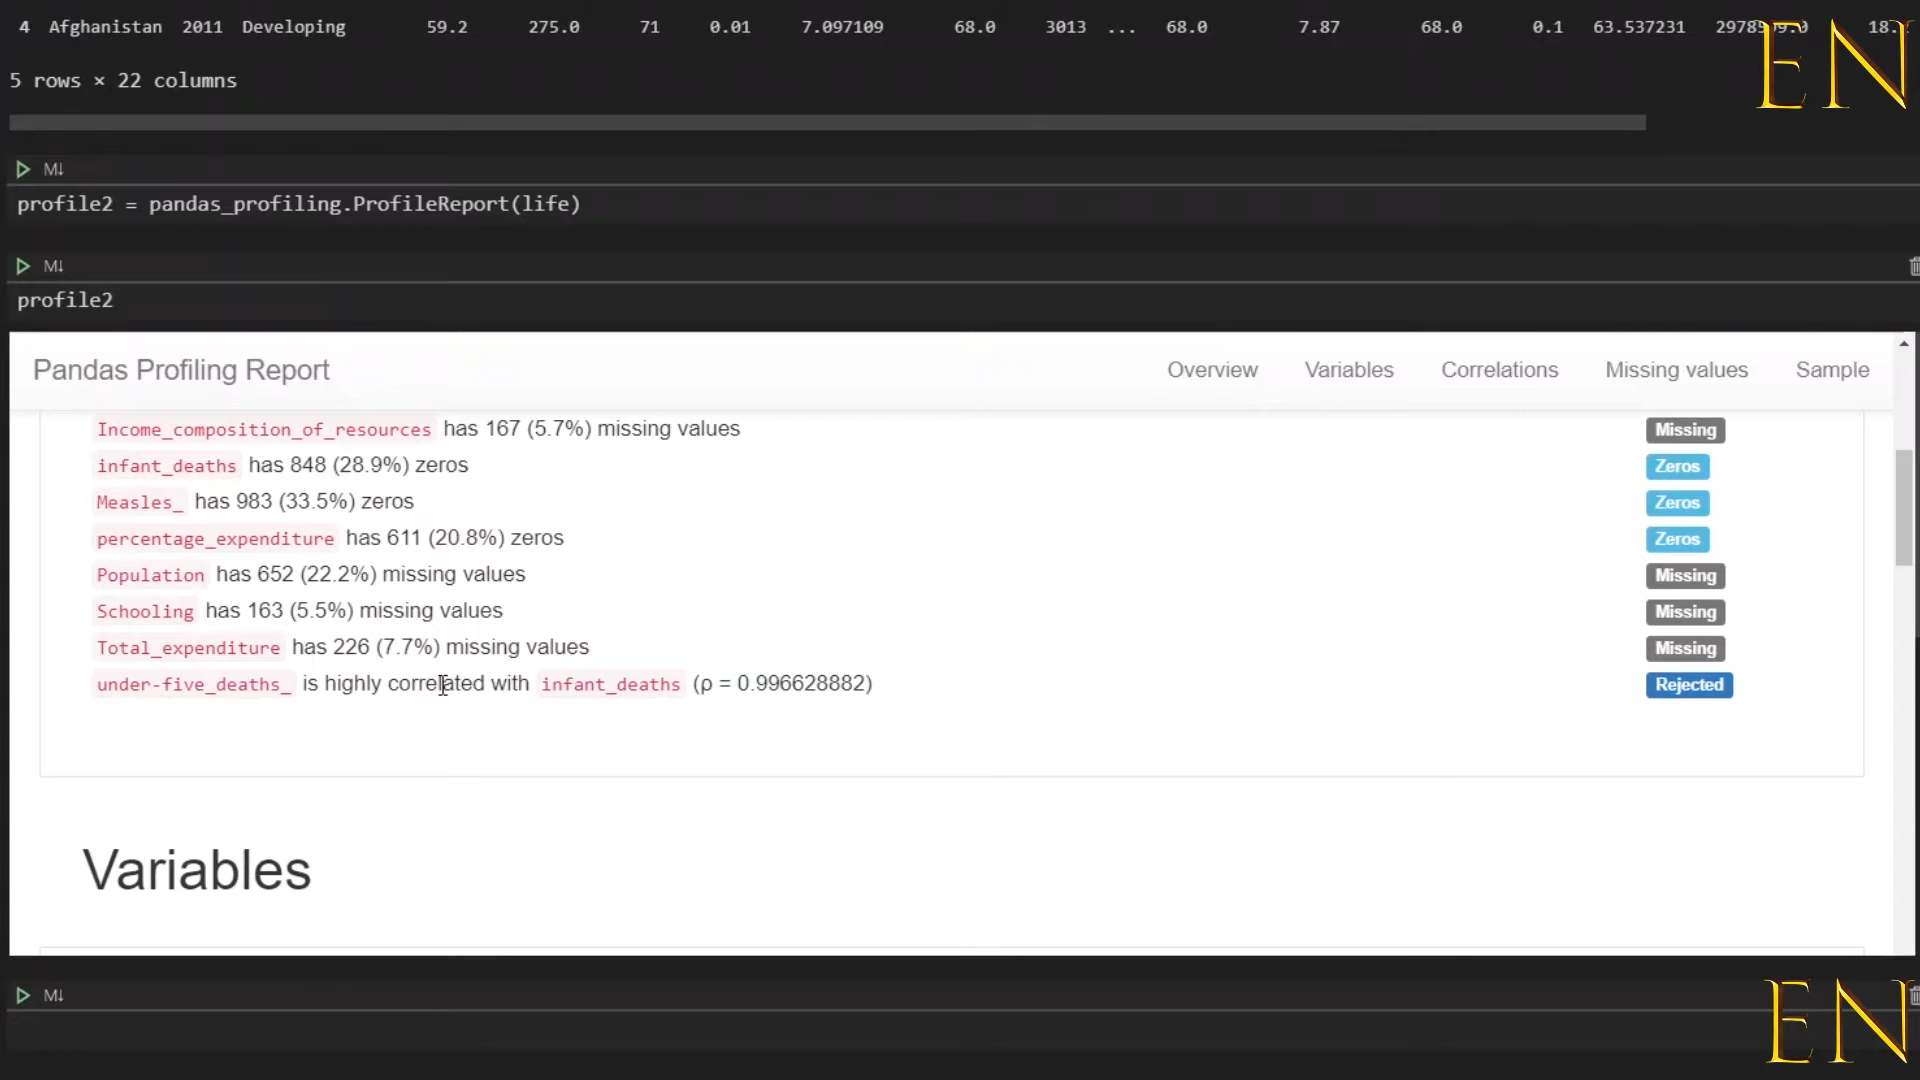 4 Afghanistan 2011 Developing 59.2 275.0 71 0.01 7.097109 68.0 3013 ... 68.0 7.87 68.0 0.1 63.537231
5 rows × 22 columns
EN
M↓
profile2 = pandas_profiling.ProfileReport(life)
M↓
profile2
Pandas Profiling Report Overview Variables Correlations Missing values Sample
Income_composition_of_resources has 167 (5.7%) missing values Missing
infant_deaths has 848 (28.9%) zeros Zeros
Measles_ has 983 (33.5%) zeros Zeros
percentage_expenditure has 611 (20.8%) zeros Zeros
Population has 652 (22.2%) missing values Missing
Schooling has 163 (5.5%) missing values Missing
Total_expenditure has 226 (7.7%) missing values Missing
under-five_deaths_ is highly correlated with infant_deaths (ρ = 0.996628882) Rejected
Variables
M↓
EN